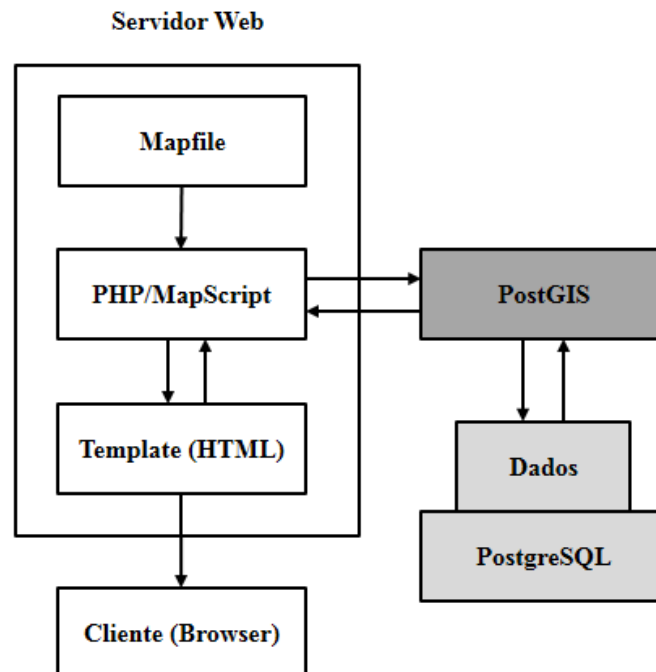 Servidor Web
Mapfile
PHP/MapScript
PostGIS
Template (HTML)
Dados
PostgreSQL
Cliente (Browser)